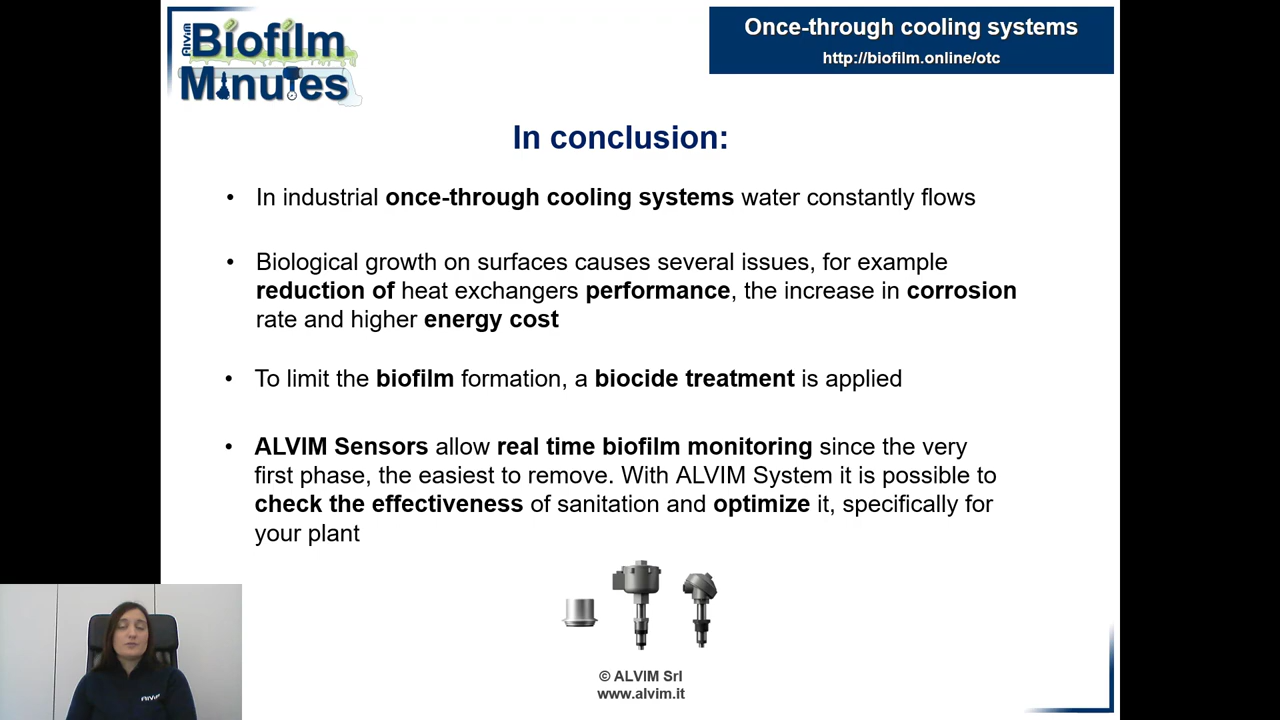 ALVIM
Biofilm
Minutes
Once-through cooling systems
http://biofilm.online/otc
In conclusion:
• In industrial once-through cooling systems water constantly flows
• Biological growth on surfaces causes several issues, for example
reduction of heat exchangers performance, the increase in corrosion
rate and higher energy cost
• To limit the biofilm formation, a biocide treatment is applied
• ALVIM Sensors allow real time biofilm monitoring since the very
first phase, the easiest to remove. With ALVIM System it is possible to
check the effectiveness of sanitation and optimize it, specifically for
your plant
ALVIM
© ALVIM Srl
www.alvim.it